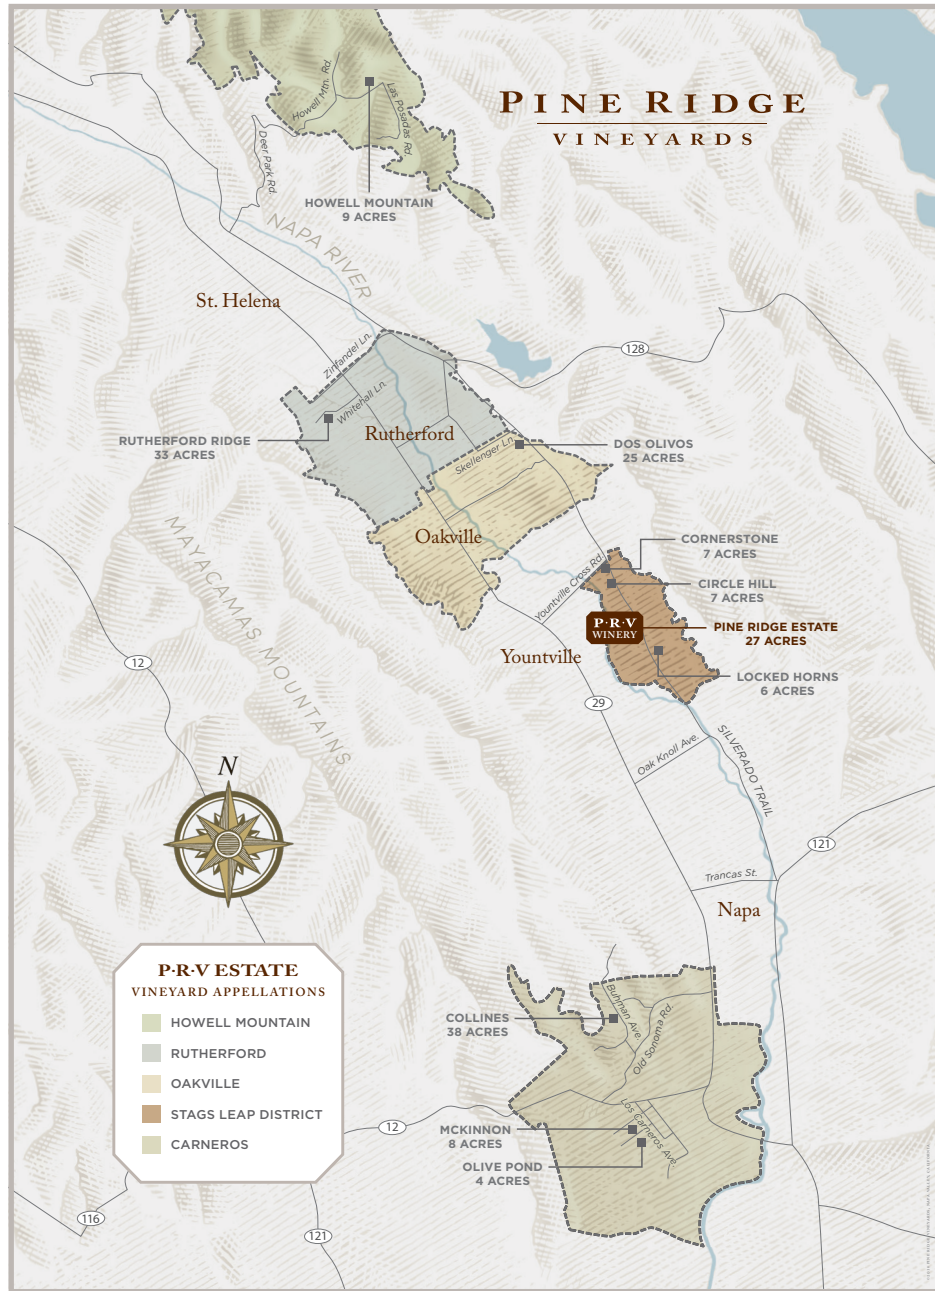 PINE RIDGE
VINEYARDS
Howell Mtn. Rd.
Las Posadas Rd.
Deer Park Rd.
HOWELL MOUNTAIN
9 ACRES
NAPA RIVER
St. Helena
128
Zinfandel Ln.
Whitehall Ln.
RUTHERFORD RIDGE
33 ACRES
Rutherford
Skellenger Ln.
DOS OLIVOS
25 ACRES
Oakville
MAYACAMAS MOUNTAINS
CORNERSTONE
7 ACRES
Yountville Cross Rd.
CIRCLE HILL
7 ACRES
P·R·V
WINERY
PINE RIDGE ESTATE
27 ACRES
Yountville
12
LOCKED HORNS
6 ACRES
29
Oak Knoll Ave.
SILVERADO TRAIL
N
121
Trancas St.
Napa
P·R·V ESTATE
VINEYARD APPELLATIONS
HOWELL MOUNTAIN
RUTHERFORD
OAKVILLE
STAGS LEAP DISTRICT
CARNEROS
Buhman Ave.
Old Sonoma Rd.
COLLINES
38 ACRES
Los Carneros Ave.
12
MCKINNON
8 ACRES
OLIVE POND
4 ACRES
116
121